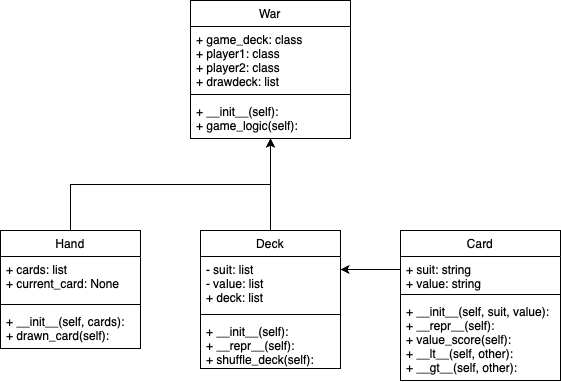 War
+ game_deck: class
+ player1: class
+ player2: class
+ drawdeck: list
+ __init__(self):
+ game_logic(self):
Hand
+ cards: list
+ current_card: None
+ __init__(self, cards):
+ drawn_card(self):
Deck
- suit: list
- value: list
+ deck: list
+ __init__(self):
+ __repr__(self):
+ shuffle_deck(self):
Card
+ suit: string
+ value: string
+ __init__(self, suit, value):
+ __repr__(self):
+ value_score(self):
+ __lt__(self, other):
+ __gt__(self, other):